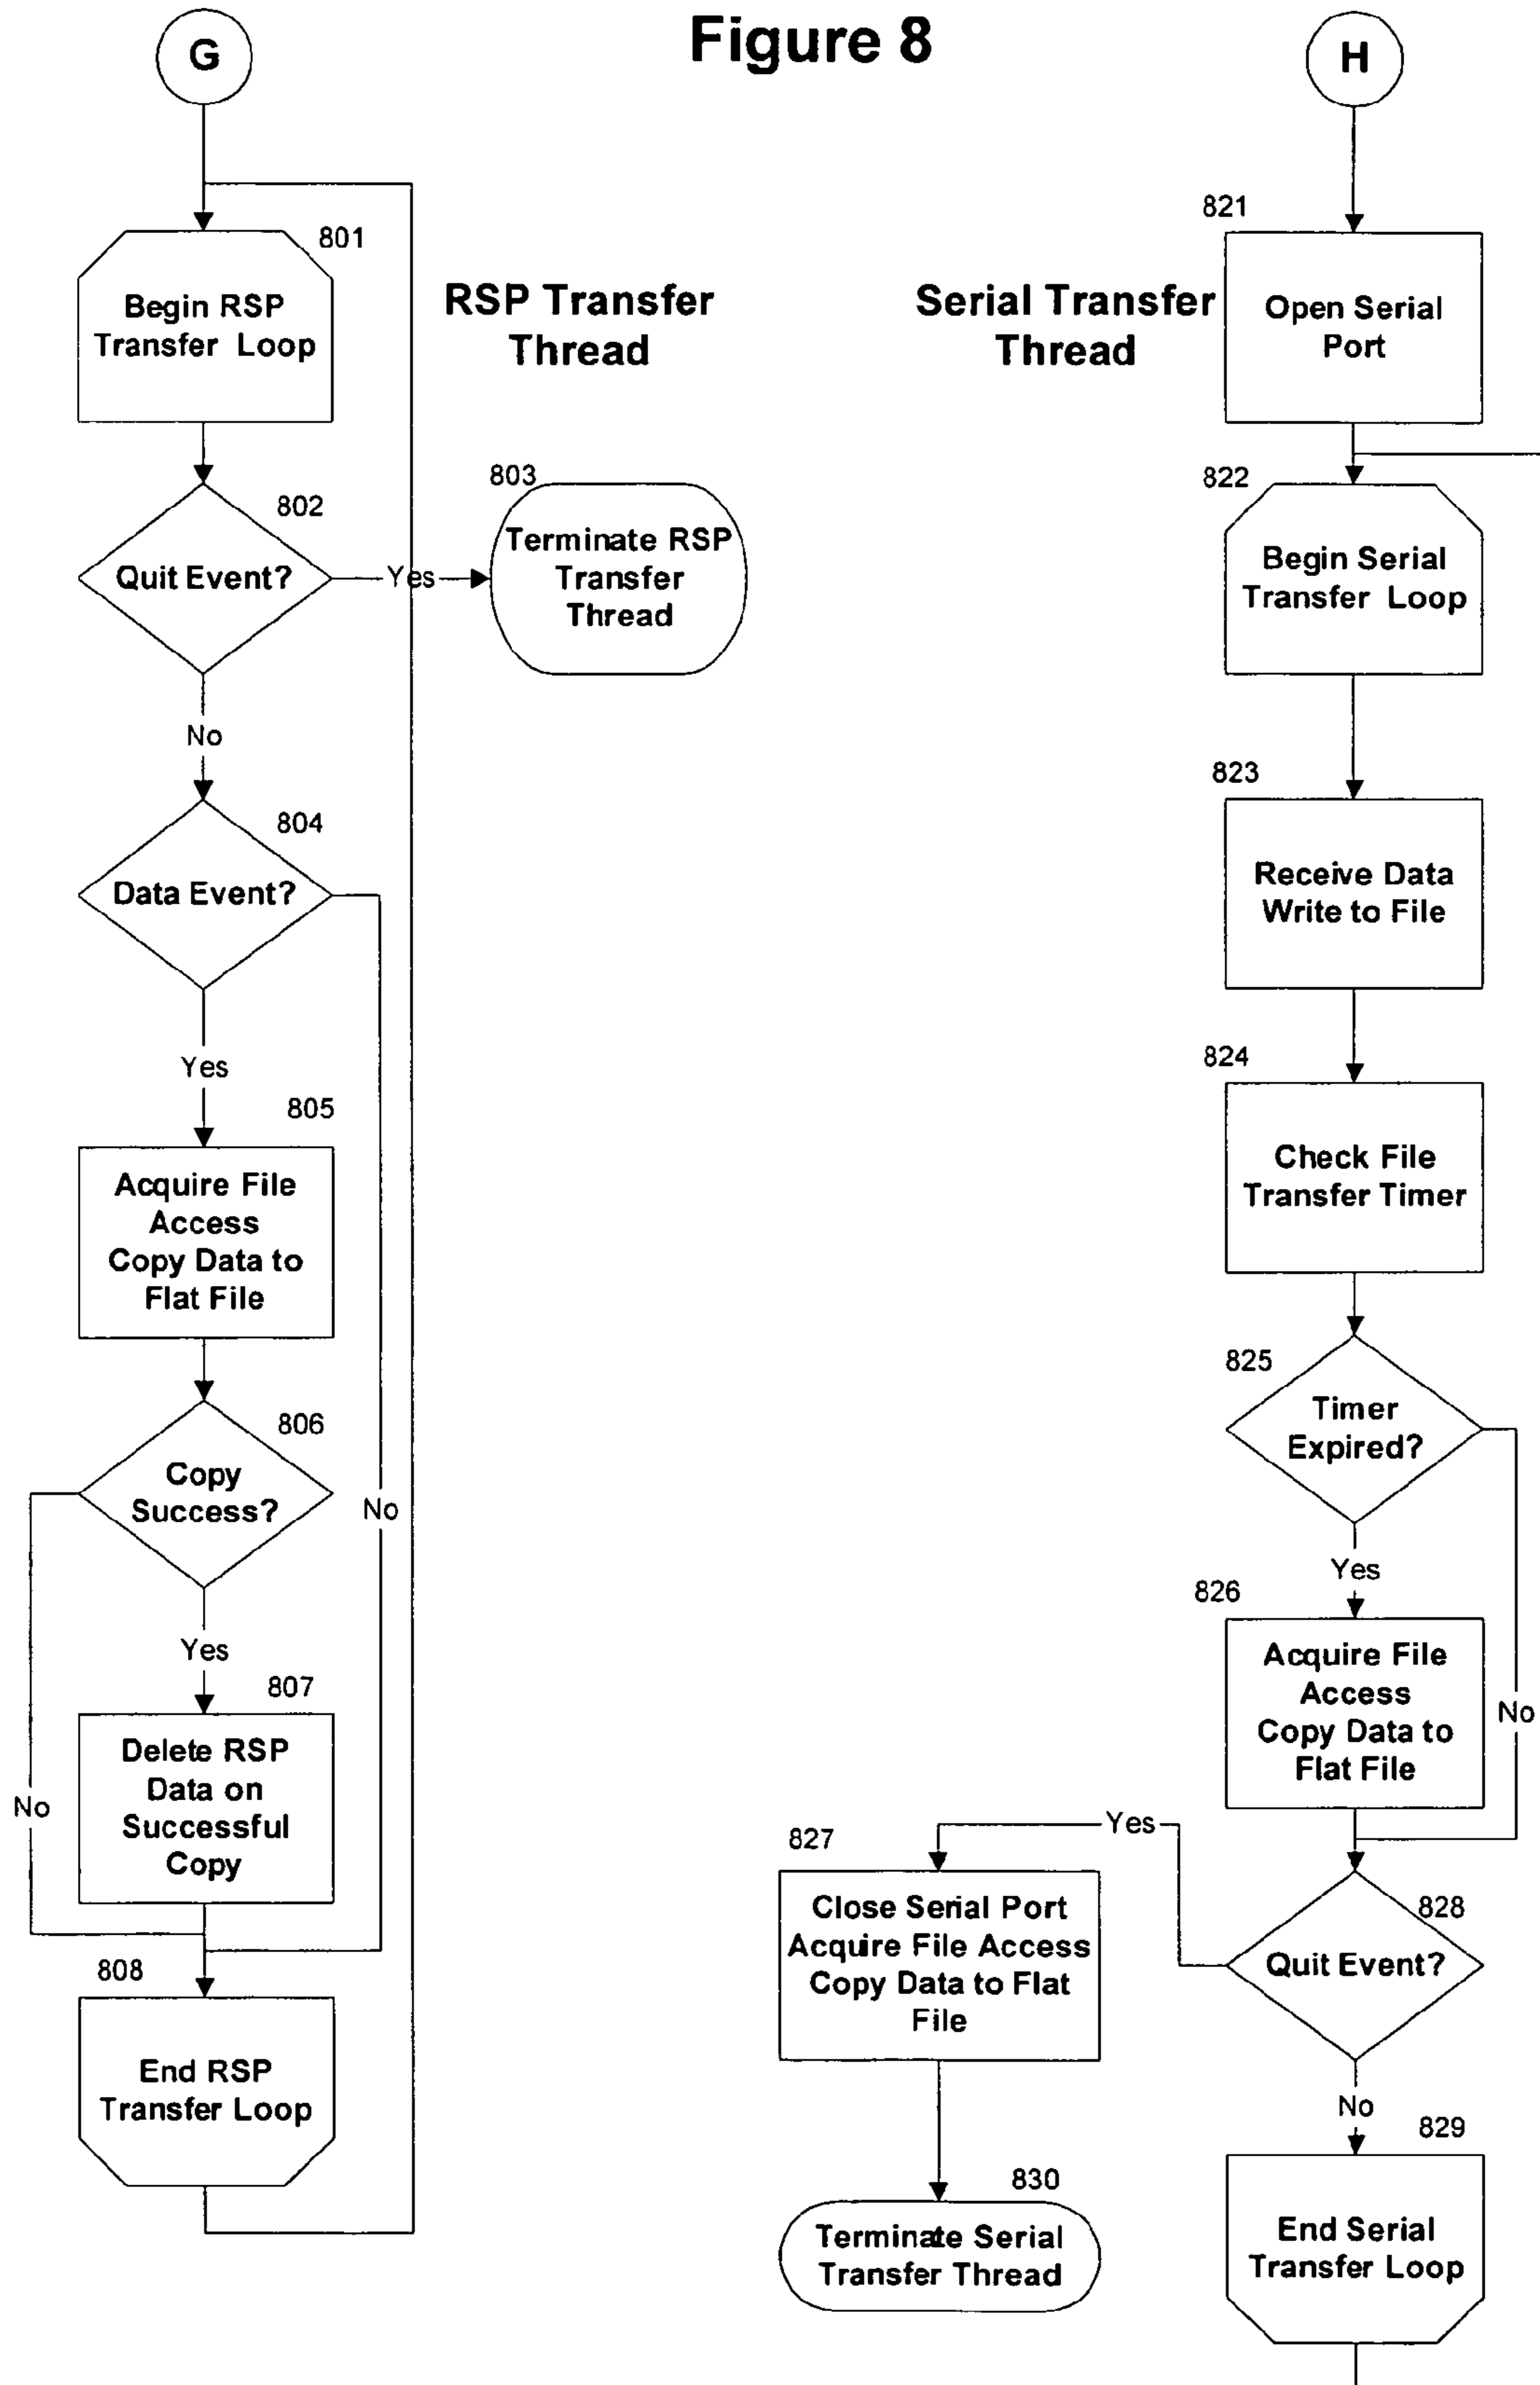 Figure 8
G
801
Begin RSP
Transfer Loop
RSP Transfer
Thread
802
Quit Event?
Yes
803
Terminate RSP
Transfer
Thread
No
804
Data Event?
Yes
805
Acquire File
Access
Copy Data to
Flat File
806
Copy
Success?
No
Yes
807
Delete RSP
Data on
Successful
Copy
No
808
End RSP
Transfer Loop
H
821
Open Serial
Port
Serial Transfer
Thread
822
Begin Serial
Transfer Loop
823
Receive Data
Write to File
824
Check File
Transfer Timer
825
Timer
Expired?
Yes
826
Acquire File
Access
Copy Data to
Flat File
No
Yes
827
Close Serial Port
Acquire File Access
Copy Data to Flat
File
828
Quit Event?
No
829
End Serial
Transfer Loop
830
Terminate Serial
Transfer Thread